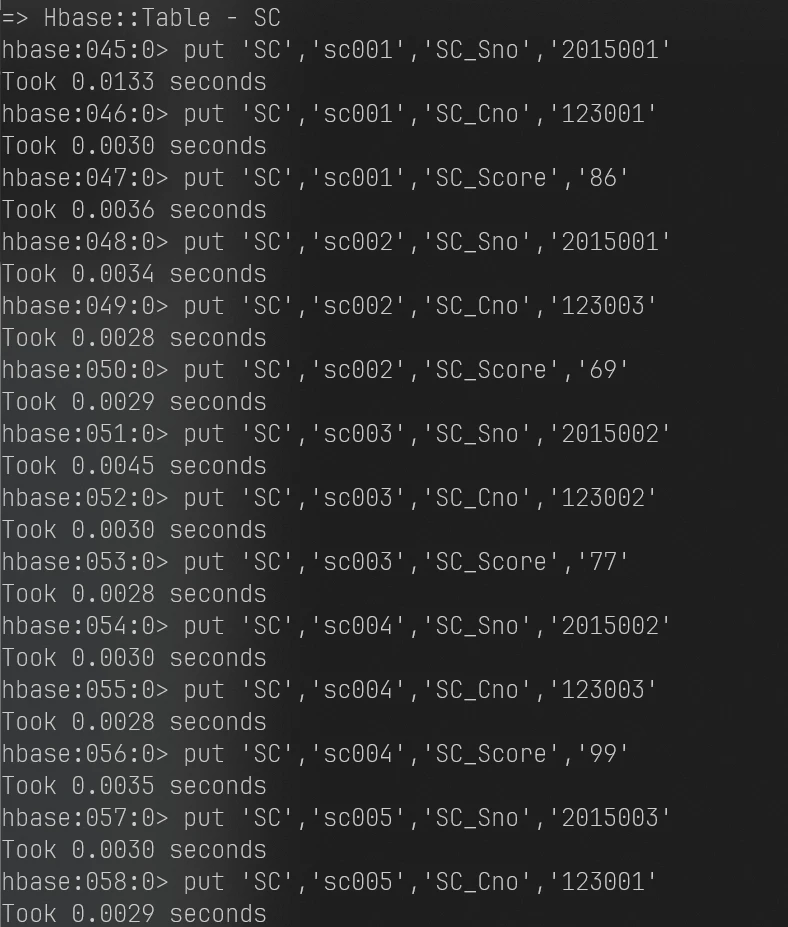 => Hbase::Table - SC
hbase:045:0> put 'SC','sc001','SC_Sno','2015001'
Took 0.0133 seconds
hbase:046:0> put 'SC','sc001','SC_Cno','123001'
Took 0.0030 seconds
hbase:047:0> put 'SC','sc001','SC_Score','86'
Took 0.0036 seconds
hbase:048:0> put 'SC','sc002','SC_Sno','2015001'
Took 0.0034 seconds
hbase:049:0> put 'SC','sc002','SC_Cno','123003'
Took 0.0028 seconds
hbase:050:0> put 'SC','sc002','SC_Score','69'
Took 0.0029 seconds
hbase:051:0> put 'SC','sc003','SC_Sno','2015002'
Took 0.0045 seconds
hbase:052:0> put 'SC','sc003','SC_Cno','123002'
Took 0.0030 seconds
hbase:053:0> put 'SC','sc003','SC_Score','77'
Took 0.0028 seconds
hbase:054:0> put 'SC','sc004','SC_Sno','2015002'
Took 0.0030 seconds
hbase:055:0> put 'SC','sc004','SC_Cno','123003'
Took 0.0028 seconds
hbase:056:0> put 'SC','sc004','SC_Score','99'
Took 0.0035 seconds
hbase:057:0> put 'SC','sc005','SC_Sno','2015003'
Took 0.0030 seconds
hbase:058:0> put 'SC','sc005','SC_Cno','123001'
Took 0.0029 seconds